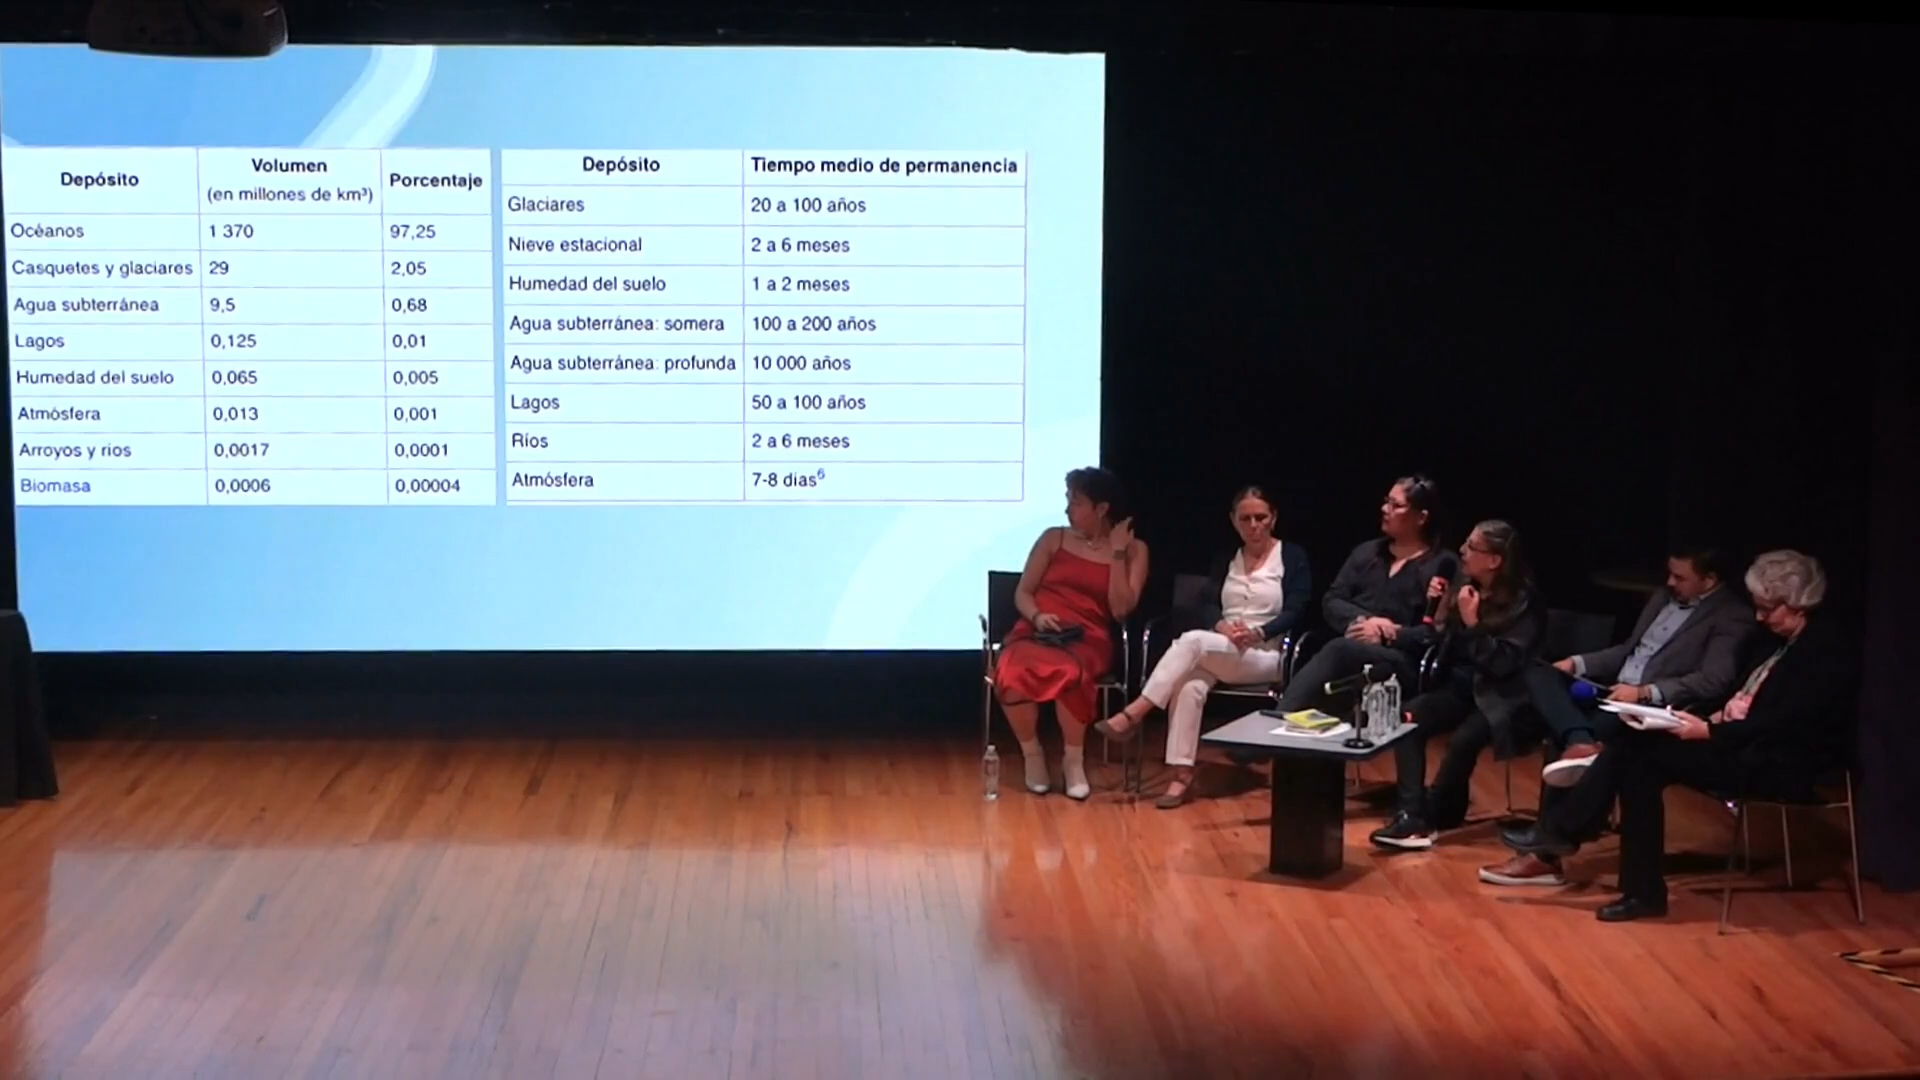 Depósito Volumen (en millones de km³) Porcentaje
Océanos 1 370 97,25
Casquetes y glaciares 29 2,05
Agua subterránea 9,5 0,68
Lagos 0,125 0,01
Humedad del suelo 0,065 0,005
Atmósfera 0,013 0,001
Arroyos y ríos 0,0017 0,0001
Biomasa 0,0006 0,00004
Depósito Tiempo medio de permanencia
Glaciares 20 a 100 años
Nieve estacional 2 a 6 meses
Humedad del suelo 1 a 2 meses
Agua subterránea: somera 100 a 200 años
Agua subterránea: profunda 10 000 años
Lagos 50 a 100 años
Ríos 2 a 6 meses
Atmósfera 7-8 días⁶